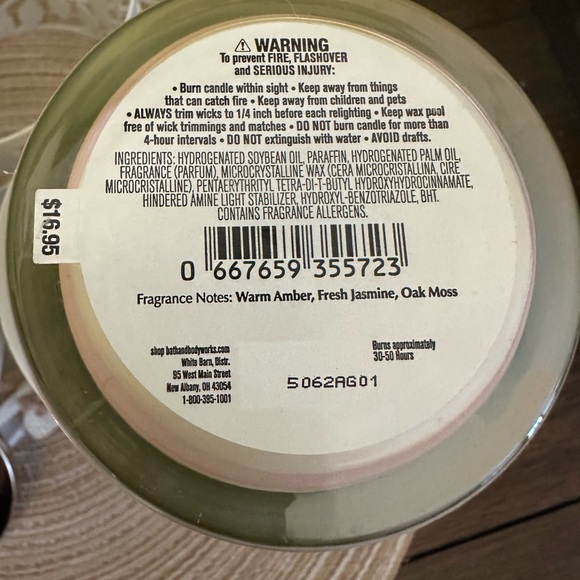 ⚠ WARNING
To prevent FIRE, FLASHOVER
and SERIOUS INJURY:
• Burn candle within sight • Keep away from things
that can catch fire • Keep away from children and pets
• ALWAYS trim wicks to 1/4 inch before each relighting • Keep wax pool
free of wick trimmings and matches • DO NOT burn candle for more than
4-hour intervals • DO NOT extinguish with water • AVOID drafts.
INGREDIENTS: HYDROGENATED SOYBEAN OIL, PARAFFIN, HYDROGENATED PALM OIL,
FRAGRANCE (PARFUM), MICROCRYSTALLINE WAX (CERA MICROCRISTALLINA, CIRE
MICROCRISTALLINE), PENTAERYTHRITYL TETRA-DI-T-BUTYL HYDROXYHYDROCINNAMATE,
HINDERED AMINE LIGHT STABILIZER, HYDROXYL-BENZOTRIAZOLE, BHT.
CONTAINS FRAGRANCE ALLERGENS.
$16.95
0 667659 355723
Fragrance Notes: Warm Amber, Fresh Jasmine, Oak Moss
shop bathandbodyworks.com
White Barn, Distr.
95 West Main Street
New Albany, OH 43054
1-800-395-1001
Burns approximately
30-50 Hours
5062AG01